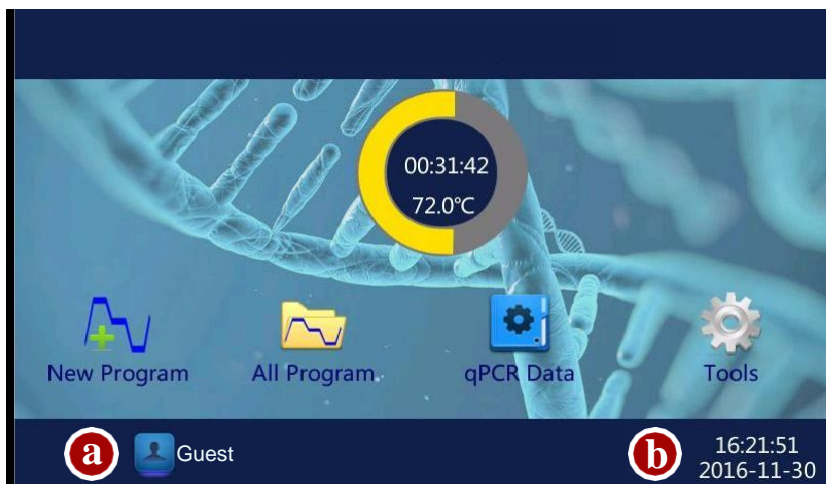 00:31:42
72.0℃
New Program
All Program
qPCR Data
Tools
a
Guest
b
16:21:51
2016-11-30